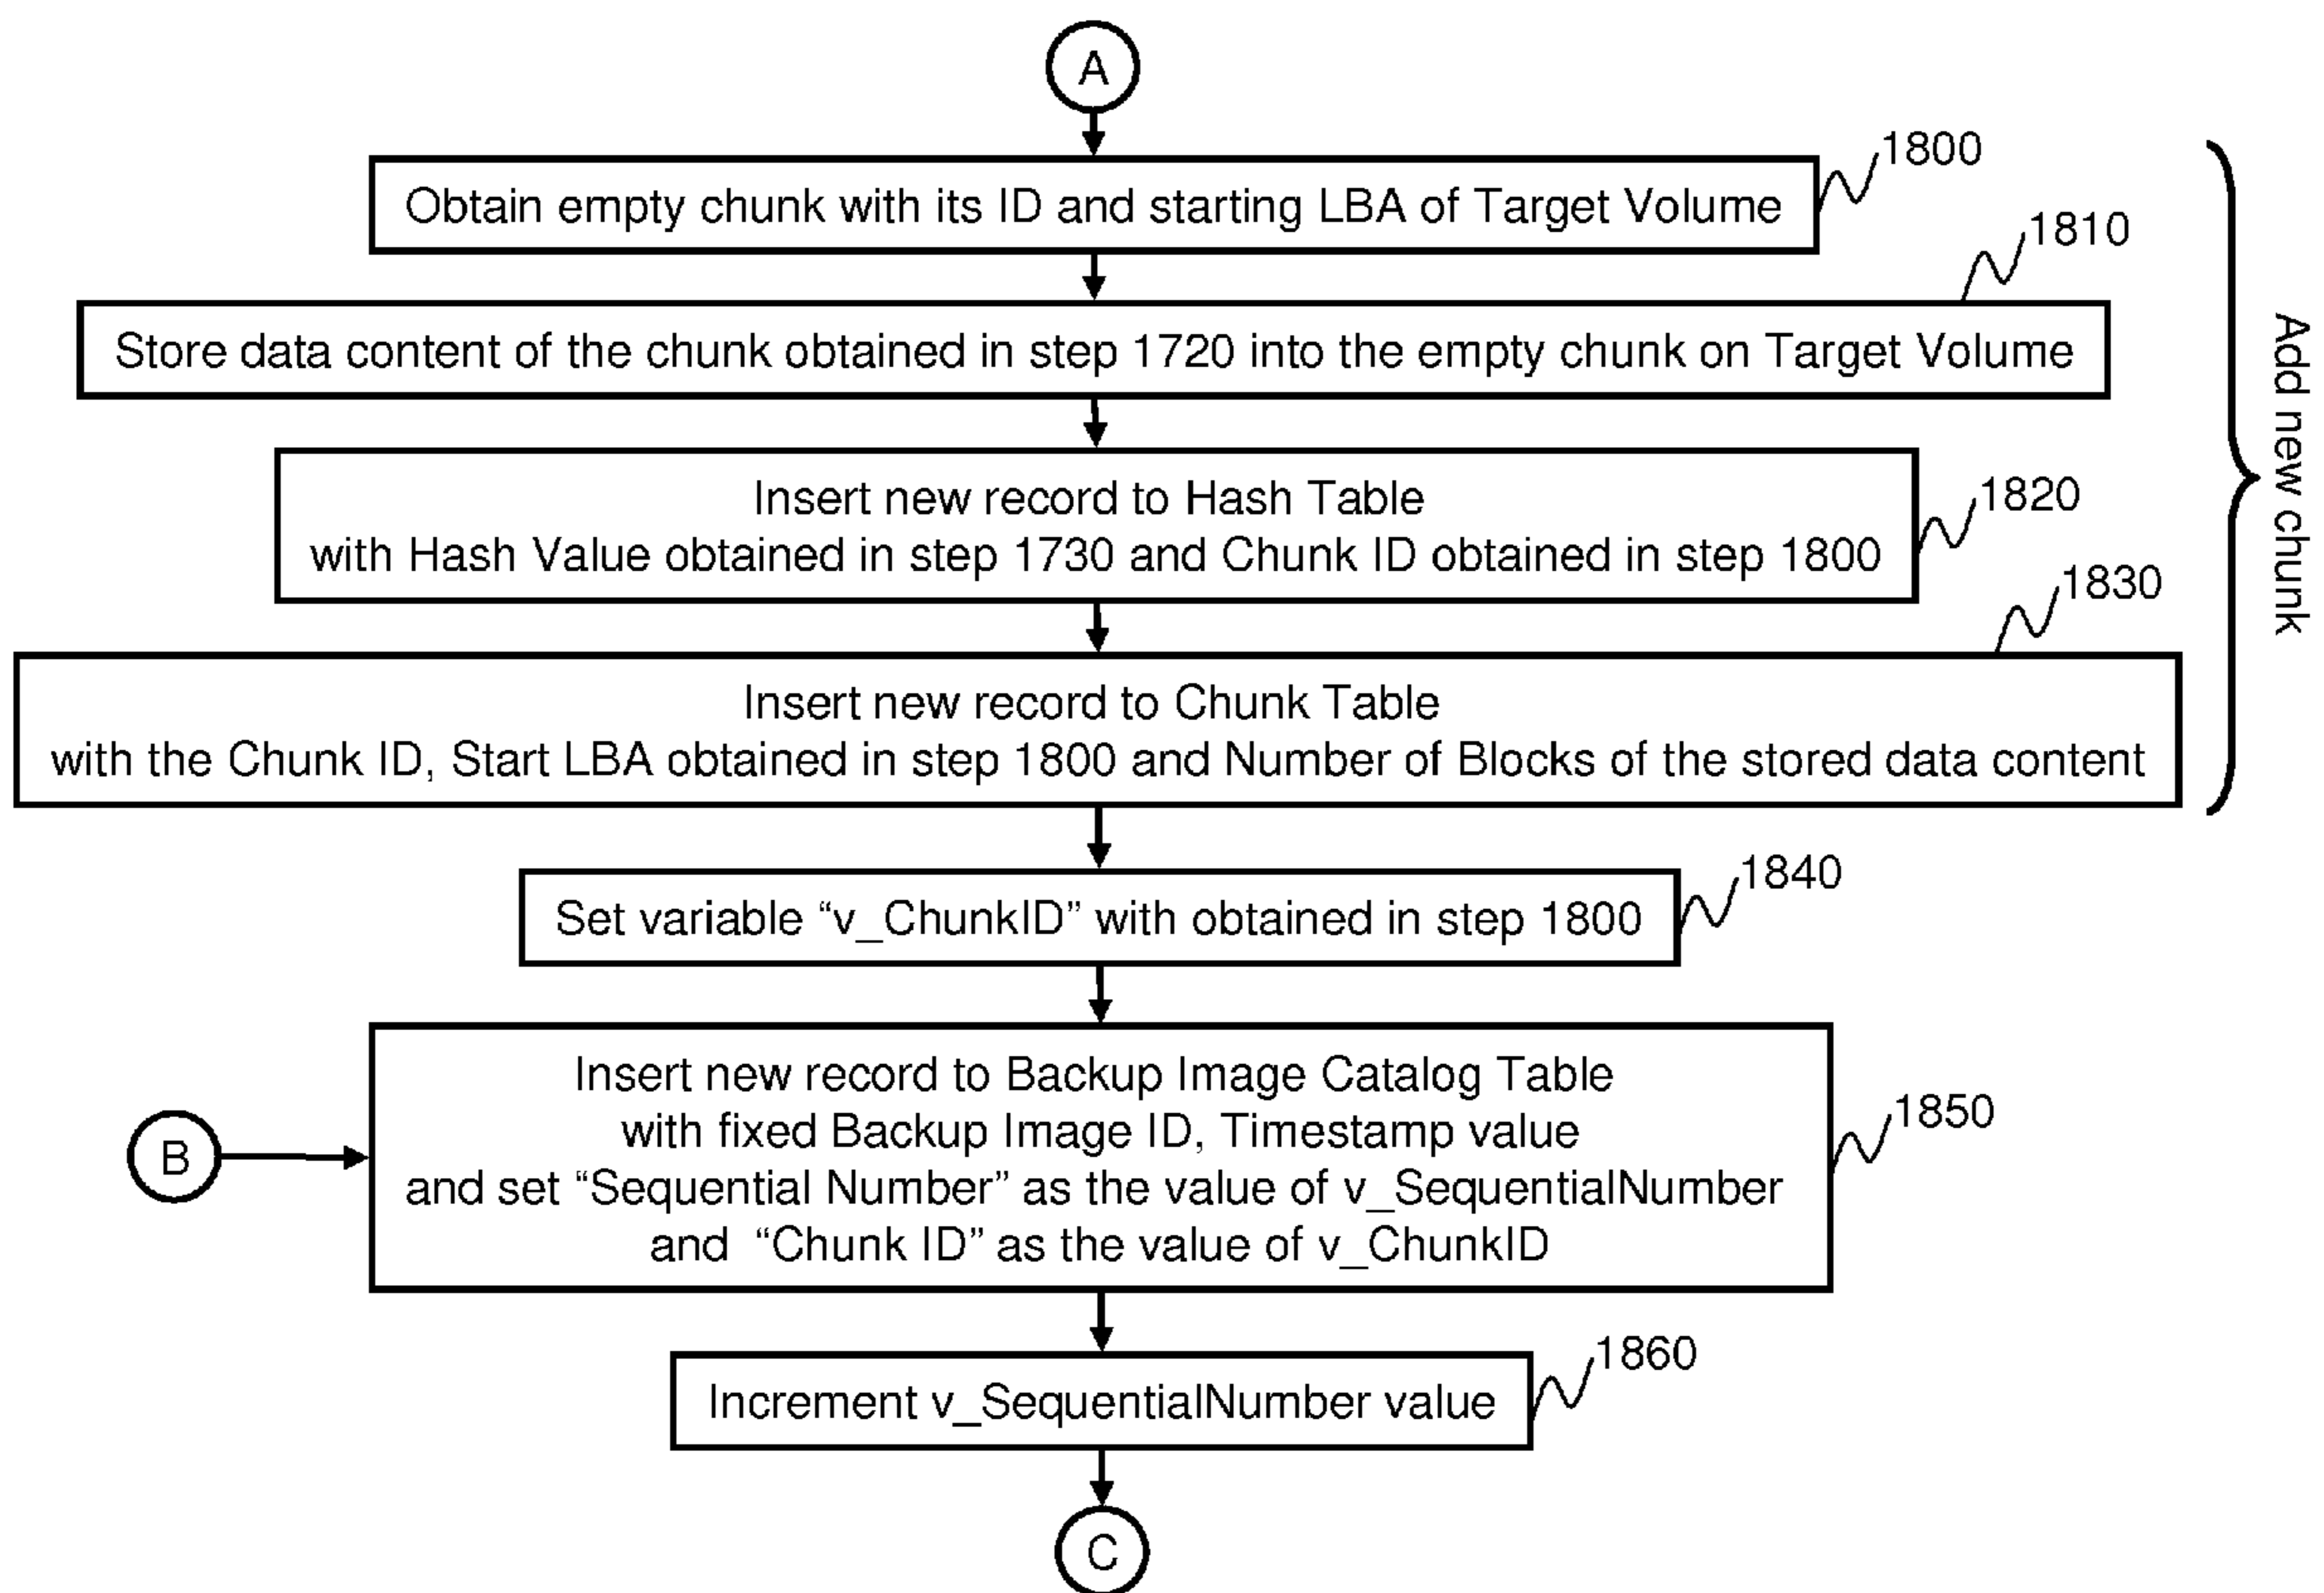 A
1800
Obtain empty chunk with its ID and starting LBA of Target Volume
1810
Store data content of the chunk obtained in step 1720 into the empty chunk on Target Volume
1820
Insert new record to Hash Table
with Hash Value obtained in step 1730 and Chunk ID obtained in step 1800
1830
Insert new record to Chunk Table
with the Chunk ID, Start LBA obtained in step 1800 and Number of Blocks of the stored data content
Add new chunk
1840
Set variable “v_ChunkID” with obtained in step 1800
1850
Insert new record to Backup Image Catalog Table
with fixed Backup Image ID, Timestamp value
and set “Sequential Number” as the value of v_SequentialNumber
and “Chunk ID” as the value of v_ChunkID
B
1860
Increment v_SequentialNumber value
C